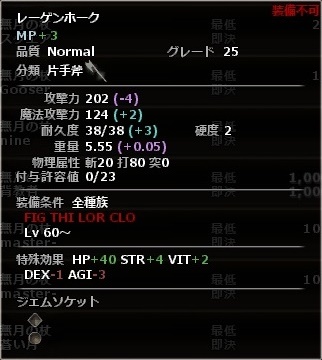 装備不可
レーゲンホーク
MP+3
品質 Normal グレード 25
分類 片手斧
攻撃力 202 (-4)
魔法攻撃力 124 (+2)
耐久度 38/38 (+3) 硬度 2
重量 5.55 (+0.05)
物理属性 斬20 打80 突0
付与許容値 0/23
装備条件 全種族
FIG THI LOR CLO
Lv 60～
特殊効果 HP+40 STR+4 VIT+2
DEX-1 AGI-3
ジェムソケット